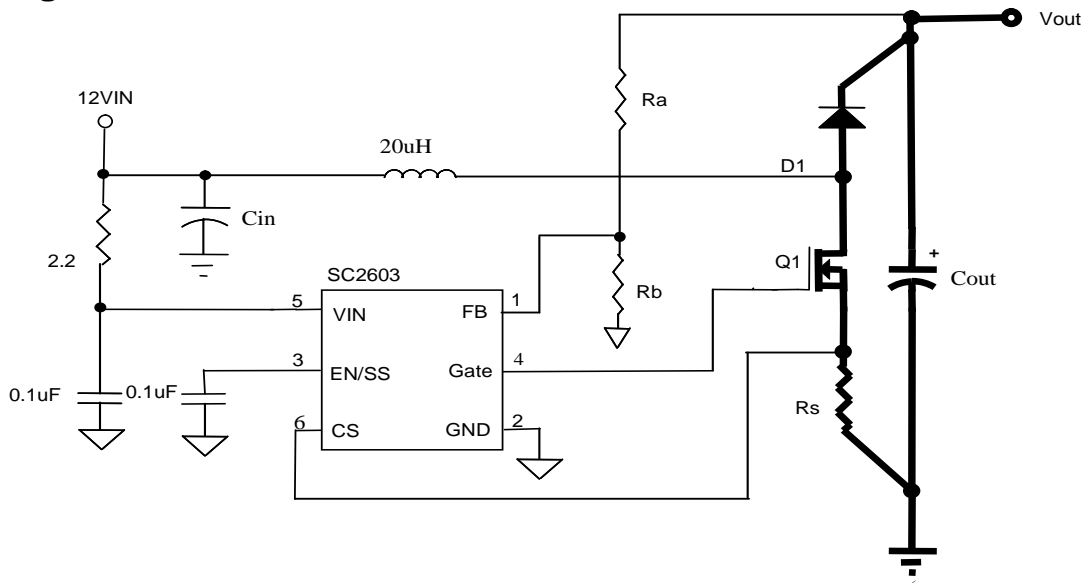 Vout
12VIN
Ra
20uH
D1
Cin
2.2
SC2603
Q1
Rb
Cout
+
5
VIN
FB
1
3
EN/SS
Gate
4
0.1uF
0.1uF
6
CS
GND
2
Rs